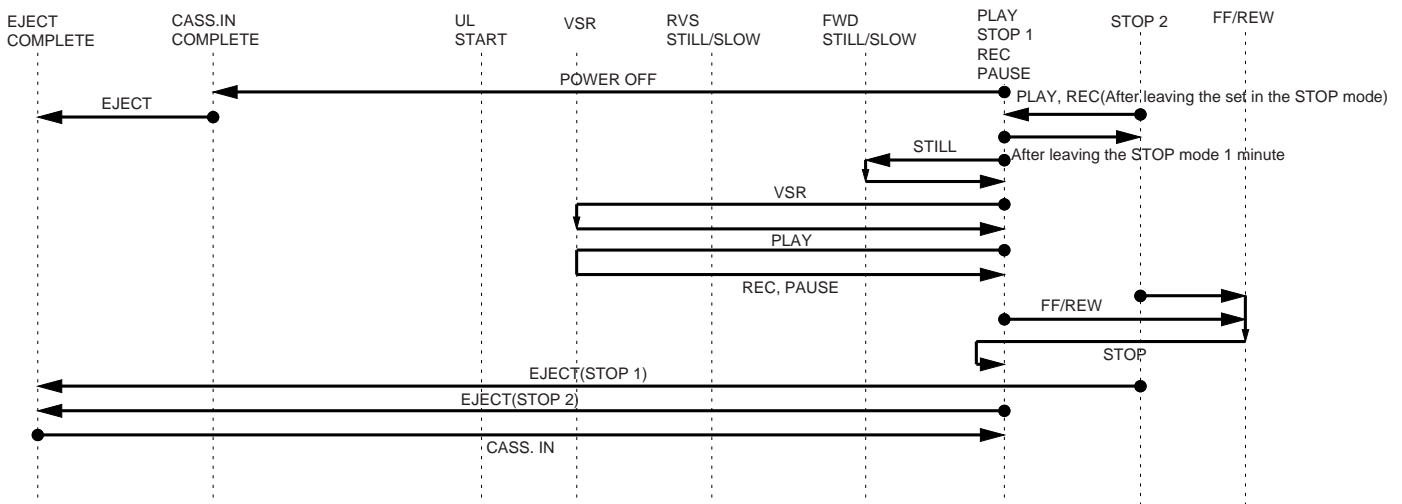 EJECT
COMPLETE
CASS.IN
COMPLETE
UL
START
VSR
RVS
STILL/SLOW
FWD
STILL/SLOW
PLAY
STOP 1
REC
PAUSE
STOP 2
FF/REW
POWER OFF
EJECT
PLAY, REC(After leaving the set in the STOP mode)
STILL
After leaving the STOP mode 1 minute
VSR
PLAY
REC, PAUSE
FF/REW
STOP
EJECT(STOP 1)
EJECT(STOP 2)
CASS. IN